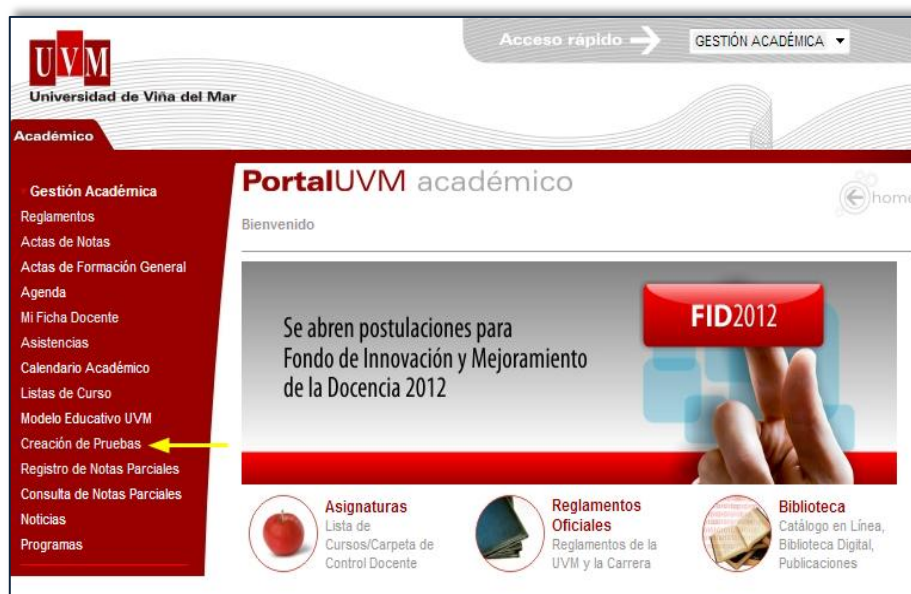 Acceso rápido
GESTIÓN ACADÉMICA
UVM
Universidad de Viña del Mar
Académico
Gestión Académica
Reglamentos
Actas de Notas
Actas de Formación General
Agenda
Mi Ficha Docente
Asistencias
Calendario Académico
Listas de Curso
Modelo Educativo UVM
Creación de Pruebas
Registro de Notas Parciales
Consulta de Notas Parciales
Noticias
Programas
PortalUVM académico
home
Bienvenido
Se abren postulaciones para
Fondo de Innovación y Mejoramiento
de la Docencia 2012
FID2012
Asignaturas
Lista de
Cursos/Carpeta de
Control Docente
Reglamentos
Oficiales
Reglamentos de la
UVM y la Carrera
Biblioteca
Catálogo en Línea,
Biblioteca Digital,
Publicaciones